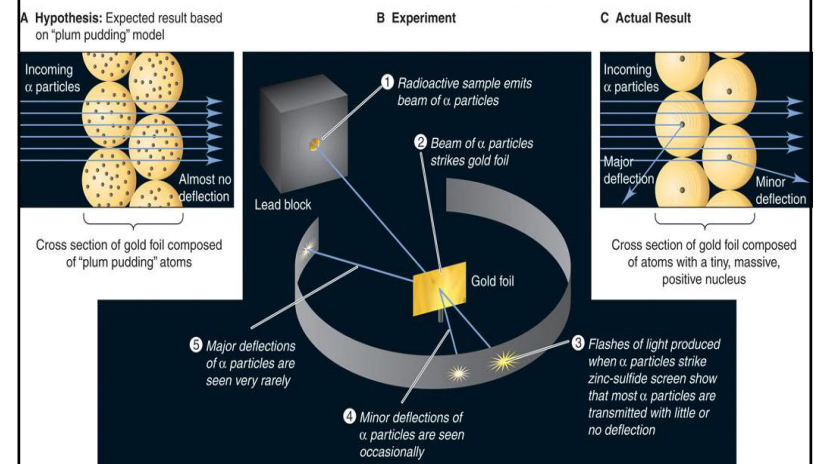 A Hypothesis: Expected result based
on "plum pudding" model
B Experiment
C Actual Result
Incoming
α particles
Almost no
deflection
Cross section of gold foil composed
of "plum pudding" atoms
1 Radioactive sample emits
beam of α particles
2 Beam of α particles
strikes gold foil
Lead block
Gold foil
5 Major deflections
of α particles are
seen very rarely
4 Minor deflections of
α particles are seen
occasionally
3 Flashes of light produced
when α particles strike
zinc-sulfide screen show
that most α particles are
transmitted with little or
no deflection
Incoming
α particles
Major
deflection
Minor
deflection
Cross section of gold foil composed
of atoms with a tiny, massive,
positive nucleus